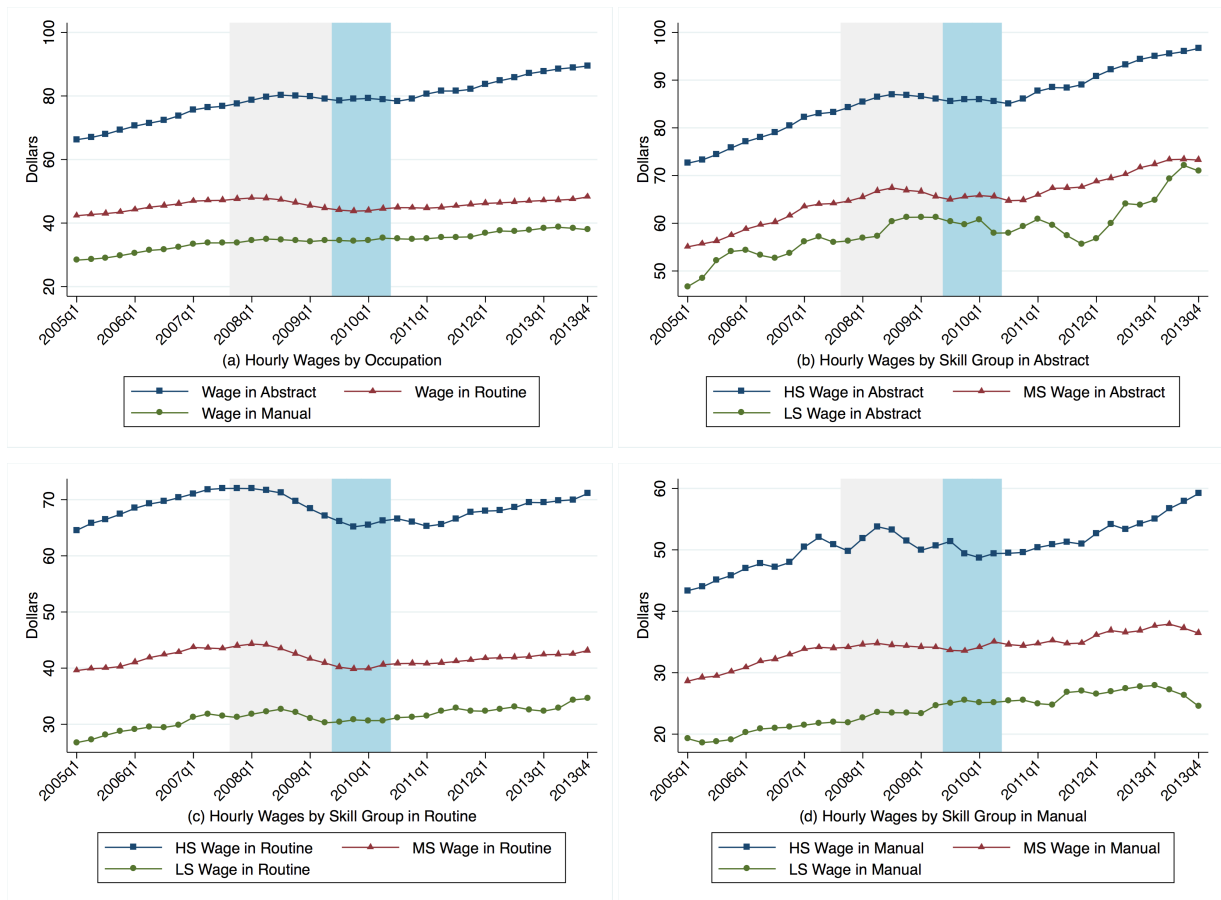 100
80
60
40
20
Dollars
2005q1 2006q1 2007q1 2008q1 2009q1 2010q1 2011q1 2012q1 2013q1 2013q4
(a) Hourly Wages by Occupation
Wage in Abstract Wage in Routine
Wage in Manual
100
90
80
70
60
50
Dollars
2005q1 2006q1 2007q1 2008q1 2009q1 2010q1 2011q1 2012q1 2013q1 2013q4
(b) Hourly Wages by Skill Group in Abstract
HS Wage in Abstract MS Wage in Abstract
LS Wage in Abstract
70
60
50
40
30
Dollars
2005q1 2006q1 2007q1 2008q1 2009q1 2010q1 2011q1 2012q1 2013q1 2013q4
(c) Hourly Wages by Skill Group in Routine
HS Wage in Routine MS Wage in Routine
LS Wage in Routine
60
50
40
30
20
Dollars
2005q1 2006q1 2007q1 2008q1 2009q1 2010q1 2011q1 2012q1 2013q1 2013q4
(d) Hourly Wages by Skill Group in Manual
HS Wage in Manual MS Wage in Manual
LS Wage in Manual